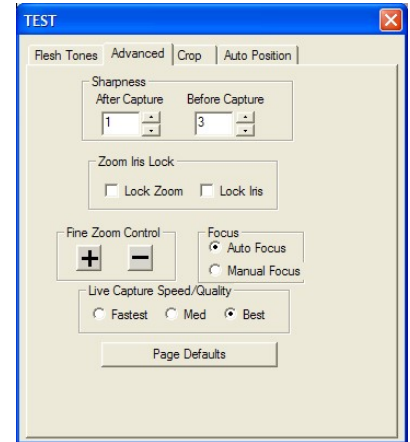 TEST
Flesh Tones Advanced Crop Auto Position
Sharpness
After Capture Before Capture
1 3
Zoom Iris Lock
Lock Zoom Lock Iris
Fine Zoom Control Focus
Auto Focus
+ −
Manual Focus
Live Capture Speed/Quality
Fastest Med Best
Page Defaults